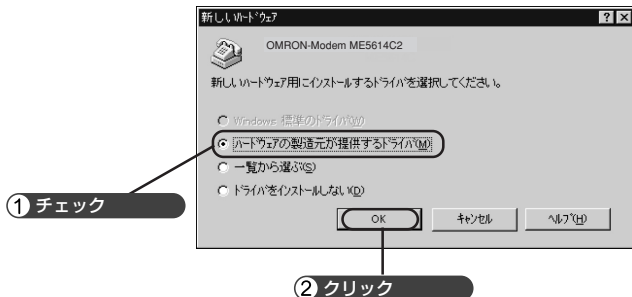 新しいハードウェア
OMRON-Modem ME5614C2
新しいハードウェア用にインストールするドライバを選択してください。
Windows 標準のドライバ(W)
ハードウェアの製造元が提供するドライバ(M)
一覧から選ぶ(S)
ドライバをインストールしない(D)
OK キャンセル ヘルプ(H)
① チェック
② クリック